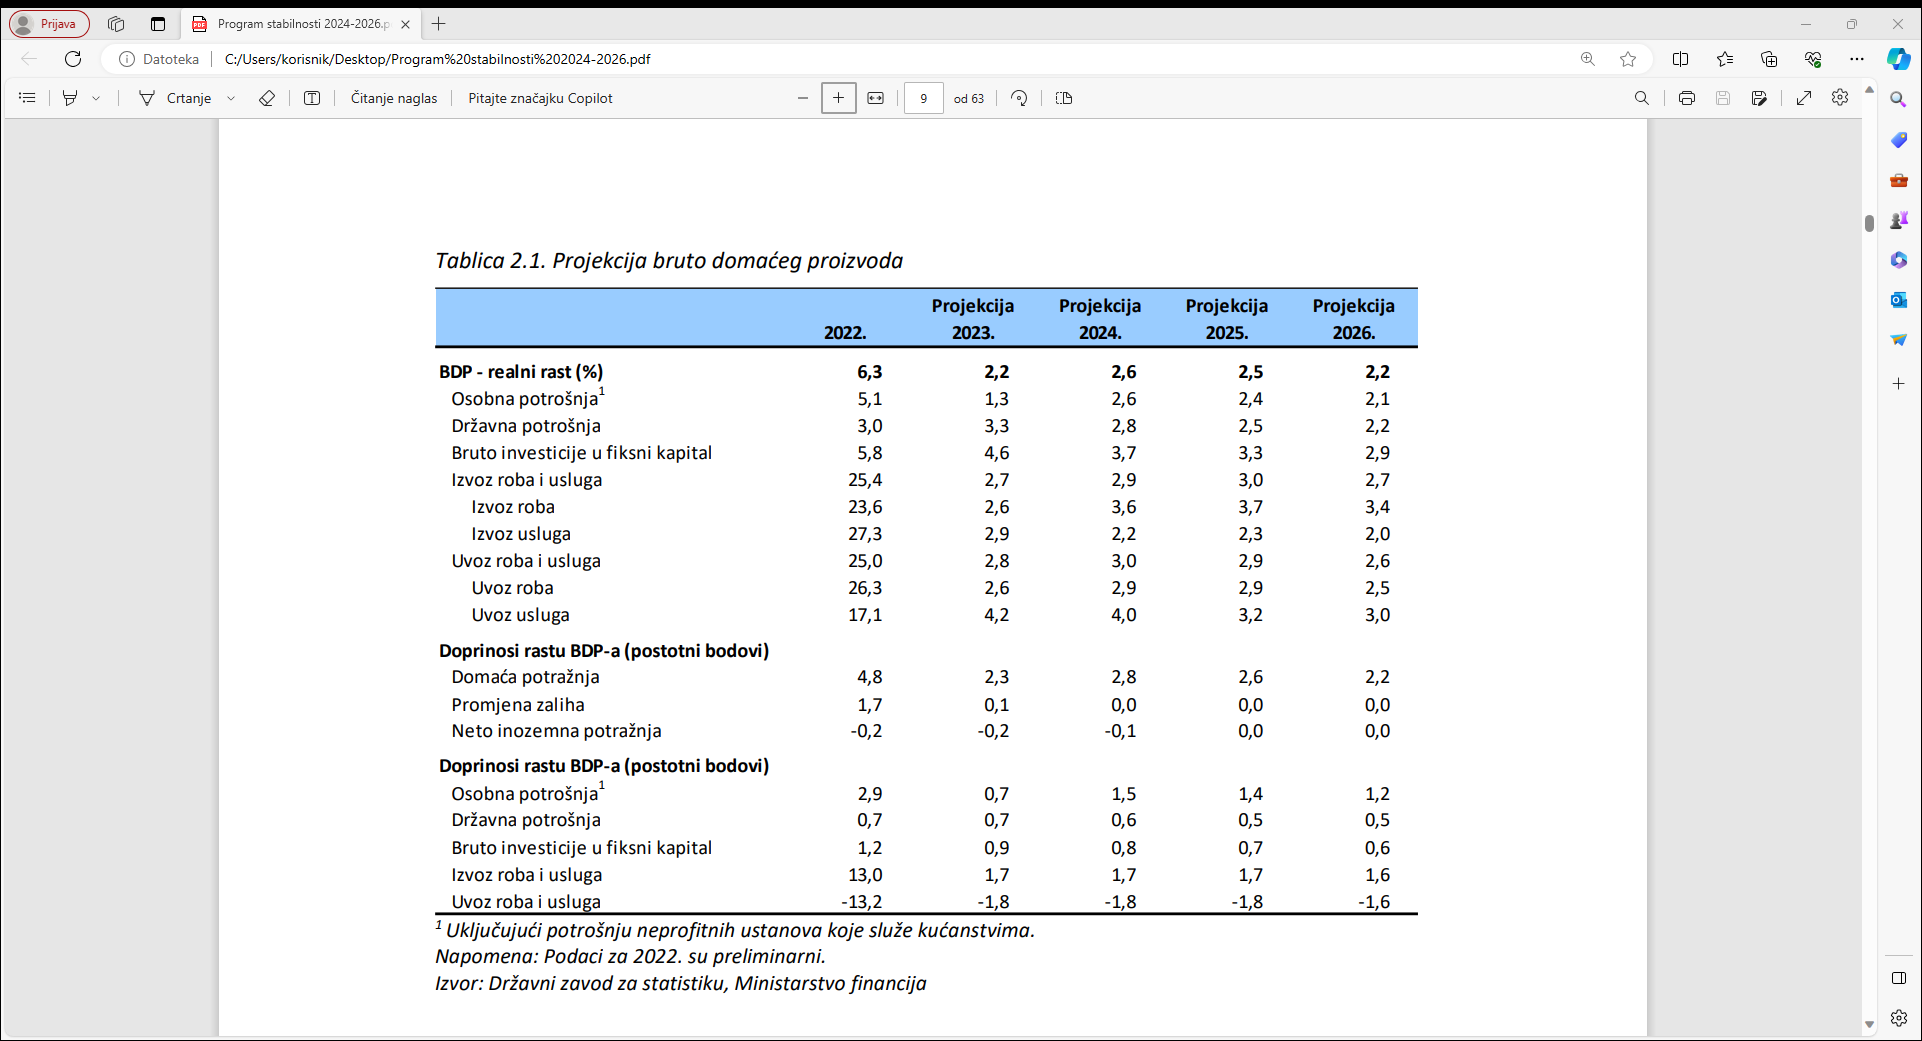 Prijava
Program stabilnosti 2024-2026.p
Datoteka C:/Users/korisnik/Desktop/Program%20stabilnosti%202024-2026.pdf
Crtanje Čitanje naglas Pitajte značajku Copilot 9 od 63
Tablica 2.1. Projekcija bruto domaćeg proizvoda
Projekcija Projekcija Projekcija Projekcija
2022. 2023. 2024. 2025. 2026.
BDP - realni rast (%) 6,3 2,2 2,6 2,5 2,2
Osobna potrošnja1 5,1 1,3 2,6 2,4 2,1
Državna potrošnja 3,0 3,3 2,8 2,5 2,2
Bruto investicije u fiksni kapital 5,8 4,6 3,7 3,3 2,9
Izvoz roba i usluga 25,4 2,7 2,9 3,0 2,7
Izvoz roba 23,6 2,6 3,6 3,7 3,4
Izvoz usluga 27,3 2,9 2,2 2,3 2,0
Uvoz roba i usluga 25,0 2,8 3,0 2,9 2,6
Uvoz roba 26,3 2,6 2,9 2,9 2,5
Uvoz usluga 17,1 4,2 4,0 3,2 3,0
Doprinosi rastu BDP-a (postotni bodovi)
Domaća potražnja 4,8 2,3 2,8 2,6 2,2
Promjena zaliha 1,7 0,1 0,0 0,0 0,0
Neto inozemna potražnja -0,2 -0,2 -0,1 0,0 0,0
Doprinosi rastu BDP-a (postotni bodovi)
Osobna potrošnja1 2,9 0,7 1,5 1,4 1,2
Državna potrošnja 0,7 0,7 0,6 0,5 0,5
Bruto investicije u fiksni kapital 1,2 0,9 0,8 0,7 0,6
Izvoz roba i usluga 13,0 1,7 1,7 1,7 1,6
Uvoz roba i usluga -13,2 -1,8 -1,8 -1,8 -1,6
1 Uključujući potrošnju neprofitnih ustanova koje služe kućanstvima.
Napomena: Podaci za 2022. su preliminarni.
Izvor: Državni zavod za statistiku, Ministarstvo financija